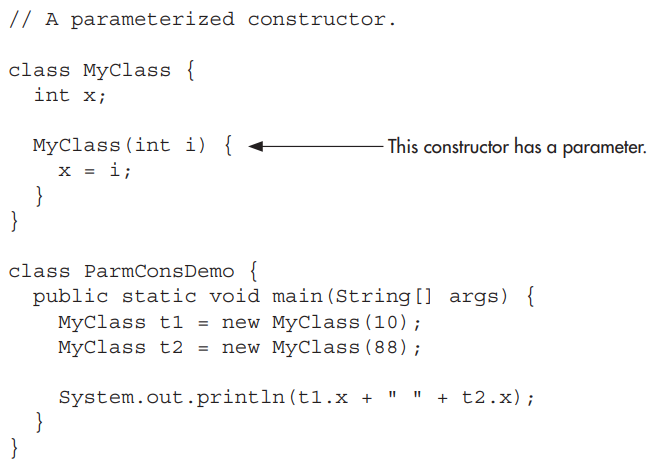 // A parameterized constructor.
class MyClass {
int x;
MyClass(int i) {
This constructor has a parameter.
x = i;
}
}
class ParmConsDemo {
public static void main(String[] args) {
MyClass t1 = new MyClass(10);
MyClass t2 = new MyClass(88);
System.out.println(t1.x + " " + t2.x);
}
}